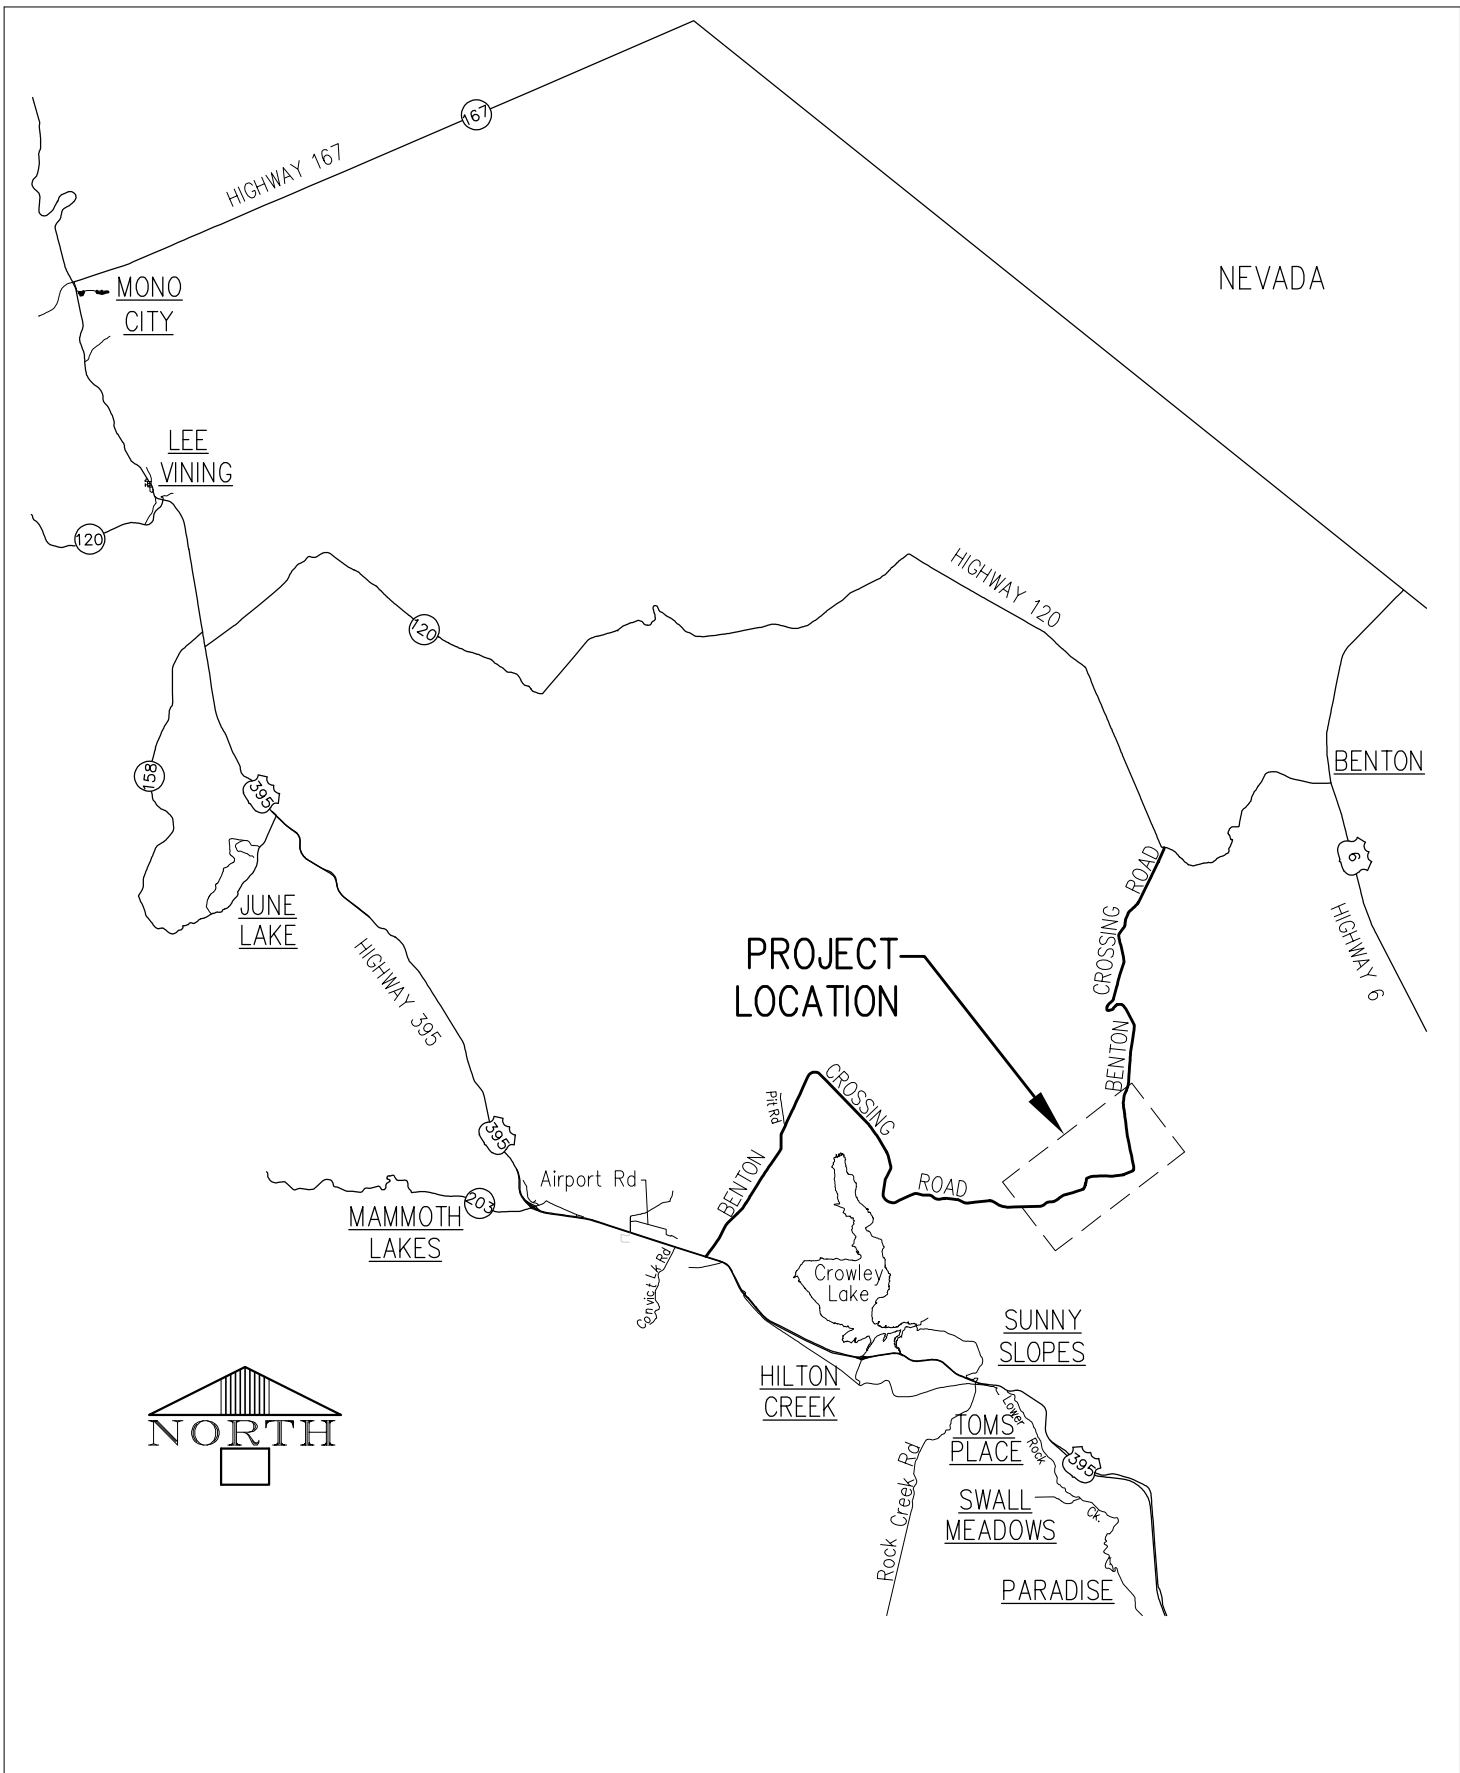 167
HIGHWAY 167
NEVADA
MONO
CITY
LEE
VINING
120
HIGHWAY 120
120
158
395
BENTON
6
HIGHWAY 6
JUNE
LAKE
HIGHWAY 395
PROJECT
LOCATION
CROSSING ROAD
BENTON
Pit Rd
CROSSING
395
BENTON
ROAD
Airport Rd
203
MAMMOTH
LAKES
Convict Lk Rd
Crowley
Lake
SUNNY
SLOPES
HILTON
CREEK
NORTH
Lower Rock Ck.
TOMS
PLACE
395
Rock Creek Rd
SWALL
MEADOWS
PARADISE